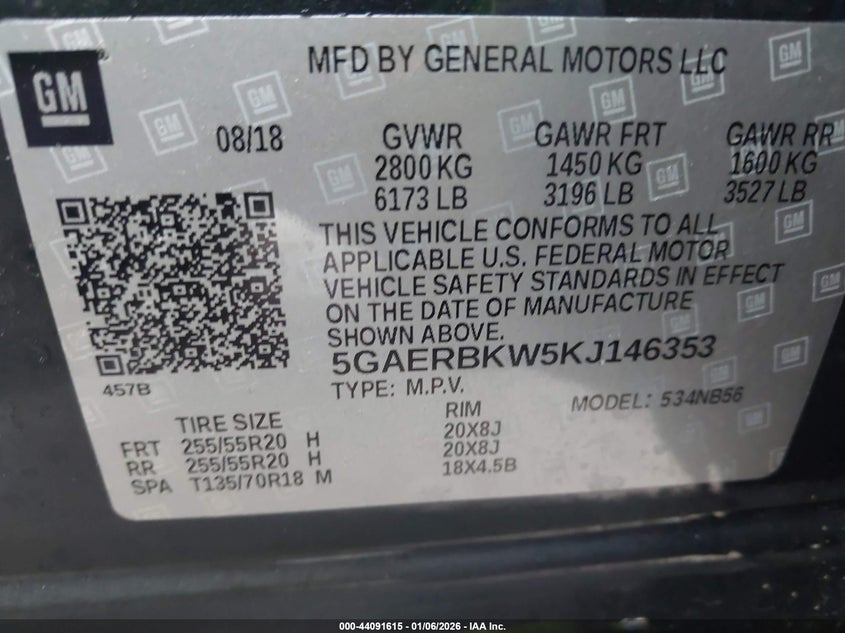 GM
MFD BY GENERAL MOTORS LLC
08/18
GVWR GAWR FRT GAWR RR
2800 KG 1450 KG 1600 KG
6173 LB 3196 LB 3527 LB
THIS VEHICLE CONFORMS TO ALL
APPLICABLE U.S. FEDERAL MOTOR
VEHICLE SAFETY STANDARDS IN EFFECT
ON THE DATE OF MANUFACTURE
SHOWN ABOVE.
5GAERBKW5KJ146353
457B
TYPE: M.P.V. MODEL: 534NB56
TIRE SIZE RIM
FRT 255/55R20 H 20X8J
RR 255/55R20 H 20X8J
SPA T135/70R18 M 18X4.5B
000-44091615 - 01/06/2026 - IAA Inc.